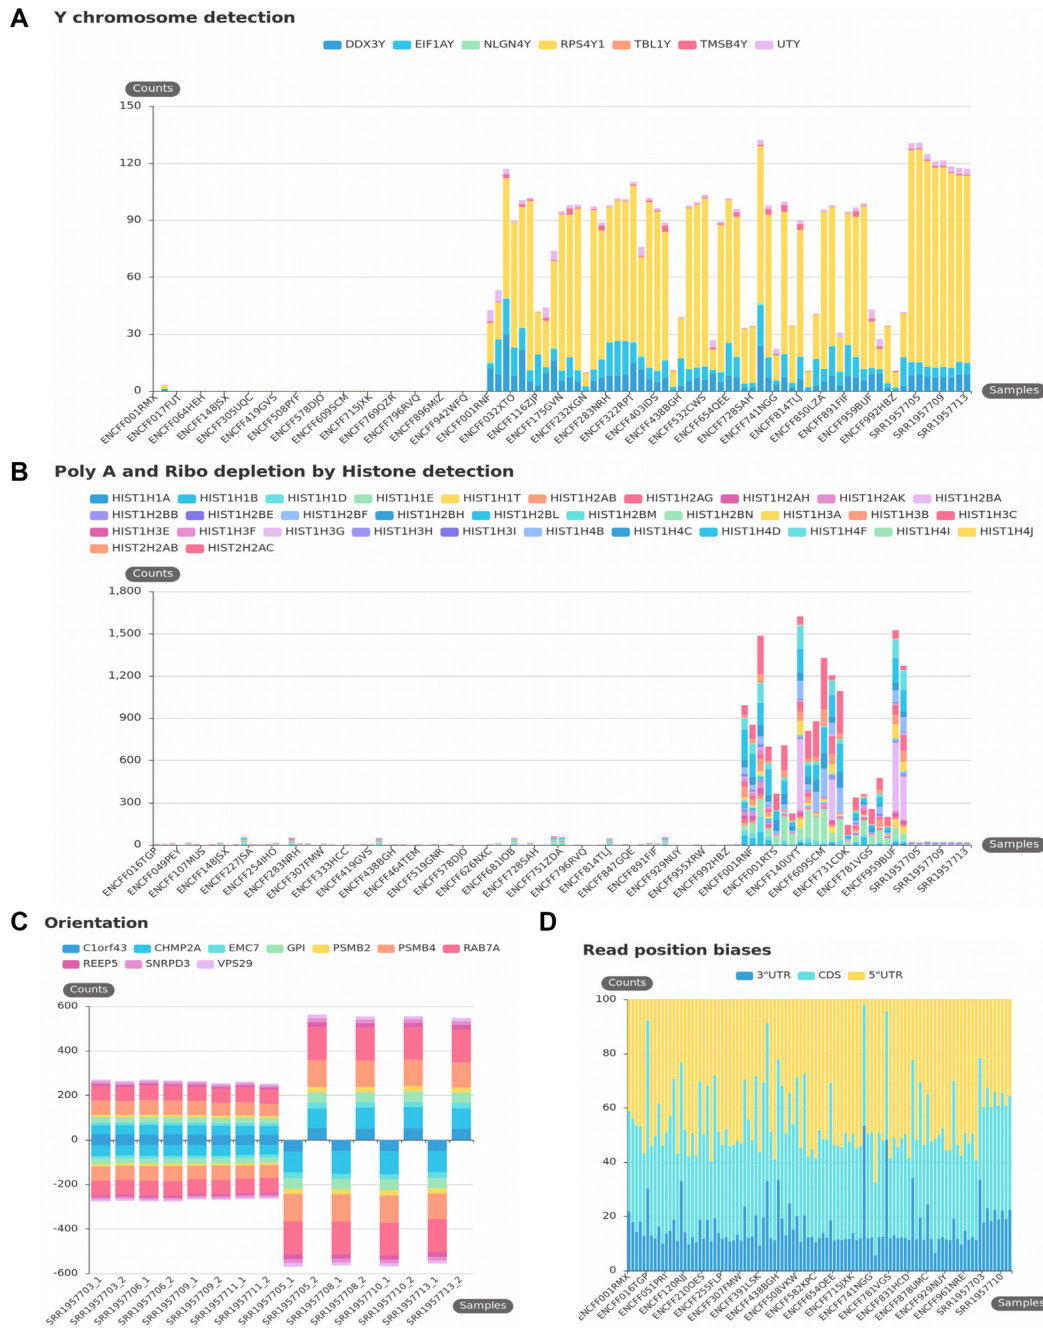 A
Y chromosome detection
DDX3Y EIF1AY NLGN4Y RPS4Y1 TBL1Y TMSB4Y UTY
Counts
150
120
90
60
30
0
Samples
ENCFF001RMX ENCFF017IUT ENCFF064HEH ENCFF148JSX ENCFF305UQC ENCFF419GVS ENCFF508PYF ENCFF578DJO ENCFF609SCM ENCFF715JXK ENCFF769QZR ENCFF796RVQ ENCFF896MIZ ENCFF942WFQ ENCFF001RNF ENCFF032XTO ENCFF116ZJP ENCFF175GVN ENCFF232KGN ENCFF283NRH ENCFF322RPT ENCFF403IDS ENCFF438BGH ENCFF532CWS ENCFF654QEE ENCFF728SAH ENCFF741NGG ENCFF814TLJ ENCFF850LZA ENCFF891FIF ENCFF959BUF ENCFF992HBZ SRR1957705 SRR1957709 SRR1957713
B
Poly A and Ribo depletion by Histone detection
HIST1H1A HIST1H1B HIST1H1D HIST1H1E HIST1H1T HIST1H2AB HIST1H2AG HIST1H2AH HIST1H2AK HIST1H2BA
HIST1H2BB HIST1H2BE HIST1H2BF HIST1H2BH HIST1H2BL HIST1H2BM HIST1H2BN HIST1H3A HIST1H3B HIST1H3C
HIST1H3E HIST1H3F HIST1H3G HIST1H3H HIST1H3I HIST1H4B HIST1H4C HIST1H4D HIST1H4F HIST1H4I HIST1H4J
HIST2H2AB HIST2H2AC
Counts
1,800
1,500
1,200
900
600
300
0
Samples
ENCFF016TGP ENCFF049PEY ENCFF107MUS ENCFF148JSX ENCFF227JSA ENCFF254HJO ENCFF283NRH ENCFF307FMW ENCFF333HCC ENCFF419GVS ENCFF438BGH ENCFF464TEM ENCFF519GNR ENCFF578DJO ENCFF626NXC ENCFF681JOB ENCFF728SAH ENCFF751ZDA ENCFF796RVQ ENCFF814TLJ ENCFF847GQE ENCFF891FIF ENCFF929NUY ENCFF955XRW ENCFF992HBZ ENCFF001RNF ENCFF001RTS ENCFF140UYT ENCFF609SCM ENCFF731COK ENCFF781VGS ENCFF959BUF SRR1957705 SRR1957709 SRR1957713
C
Orientation
C1orf43 CHMP2A EMC7 GPI PSMB2 PSMB4 RAB7A
REEP5 SNRPD3 VPS29
Counts
600
400
200
0
-200
-400
-600
SRR1957703_1 SRR1957703_2 SRR1957706_1 SRR1957706_2 SRR1957709_1 SRR1957709_2 SRR1957711_1 SRR1957711_2 SRR1957705_1 SRR1957705_2 SRR1957708_1 SRR1957708_2 SRR1957710_1 SRR1957710_2 SRR1957713_1 SRR1957713_2
Samples
D
Read position biases
3"UTR CDS 5"UTR
Counts
100
80
60
40
20
0
ENCFF001RMX ENCFF016TGP ENCFF051PRI ENCFF120RJJ ENCFF210OES ENCFF255FLP ENCFF307FMW ENCFF391LSK ENCFF438BGH ENCFF508NKW ENCFF582KPC ENCFF654QEE ENCFF715JXK ENCFF741NGG ENCFF781VGS ENCFF831HCD ENCFF878UMC ENCFF929NUY ENCFF961NRE SRR1957703 SRR1957710
Samples